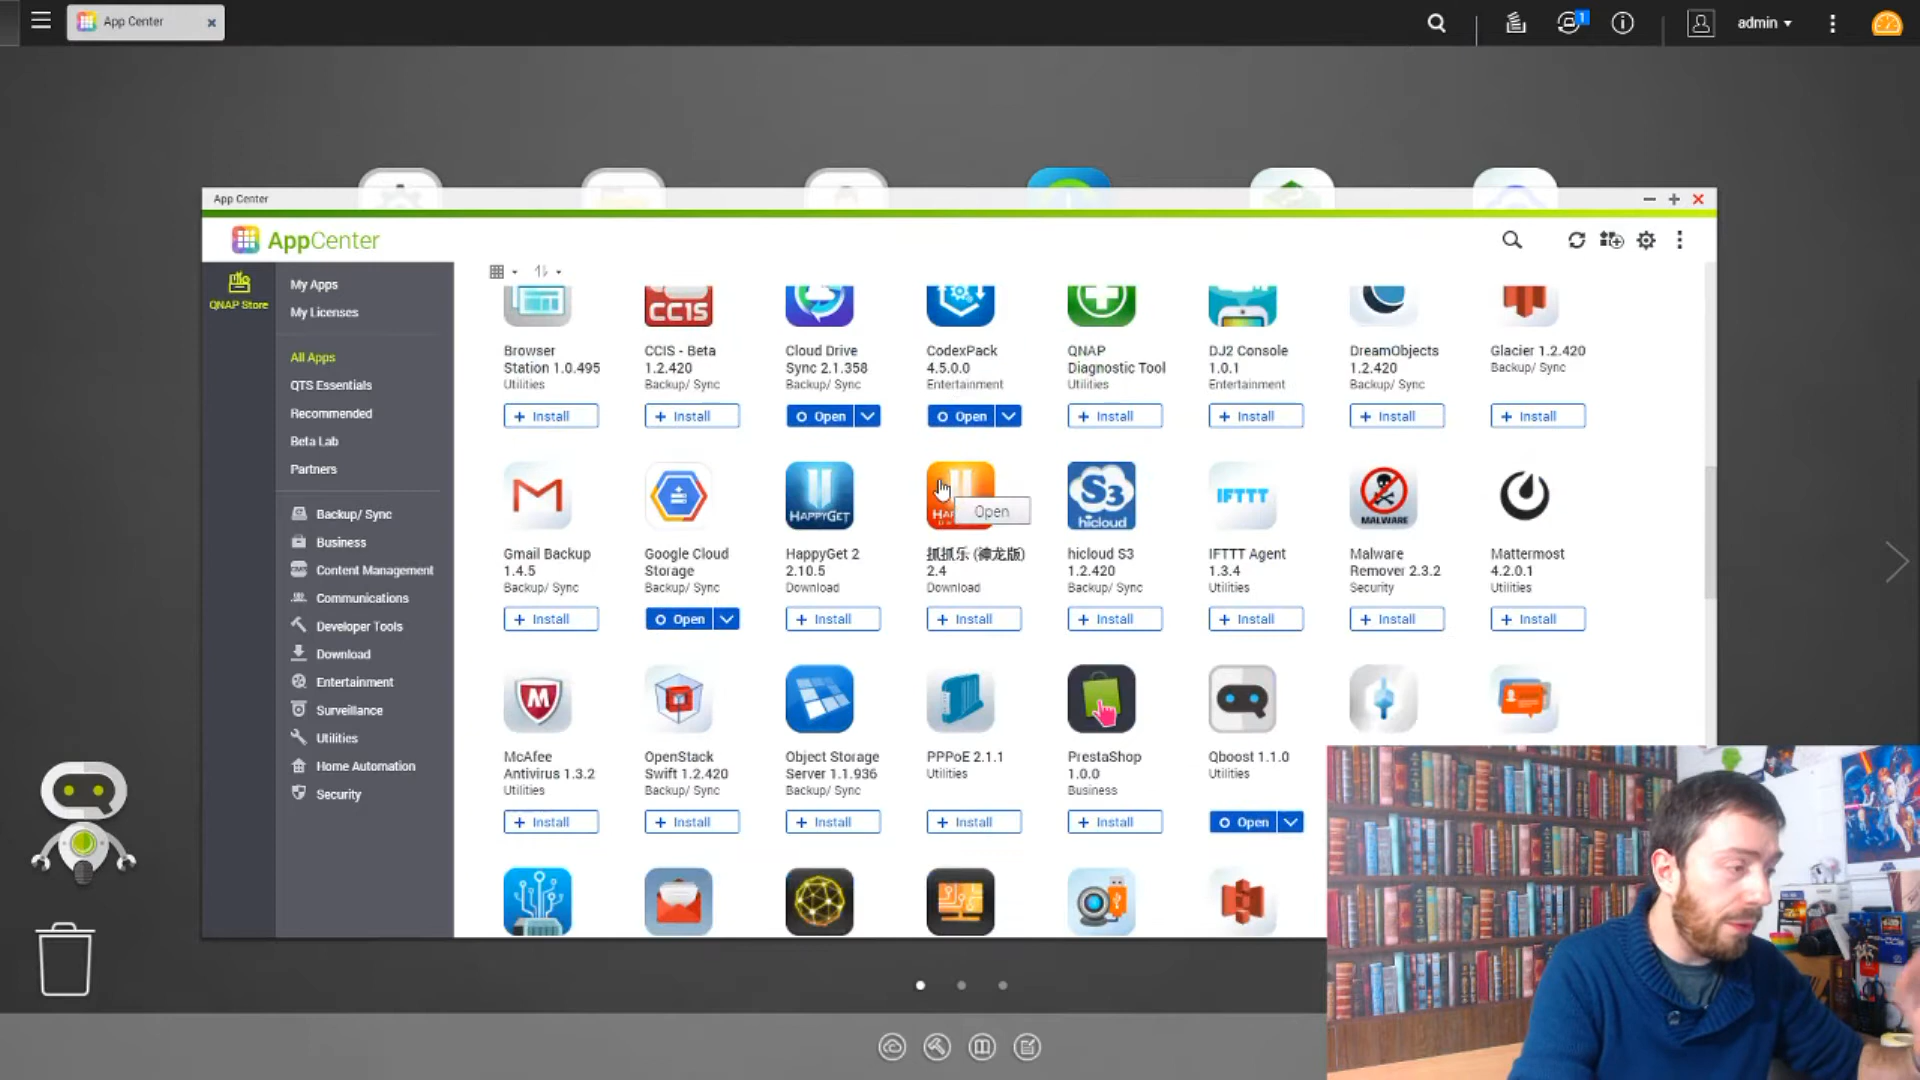 App Center
1
admin
App Center
AppCenter
QNAP Store
My Apps
My Licenses
All Apps
QTS Essentials
Recommended
Beta Lab
Partners
Backup/ Sync
Business
Content Management
Communications
Developer Tools
Download
Entertainment
Surveillance
Utilities
Home Automation
Security
CCIS
Browser
Station 1.0.495
Utilities
+ Install
CCIS - Beta
1.2.420
Backup/ Sync
+ Install
Cloud Drive
Sync 2.1.358
Backup/ Sync
Open
CodexPack
4.5.0.0
Entertainment
Open
QNAP
Diagnostic Tool
Utilities
+ Install
DJ2 Console
1.0.1
Entertainment
+ Install
DreamObjects
1.2.420
Backup/ Sync
+ Install
Glacier 1.2.420
Backup/ Sync
+ Install
Gmail Backup
1.4.5
Backup/ Sync
+ Install
Google Cloud
Storage
Backup/ Sync
Open
HAPPYGET
HappyGet 2
2.10.5
Download
+ Install
Open
抓抓乐 (神龙版)
2.4
Download
+ Install
S3
hicloud
hicloud S3
1.2.420
Backup/ Sync
+ Install
IFTTT
IFTTT Agent
1.3.4
Utilities
+ Install
MALWARE
Malware
Remover 2.3.2
Security
+ Install
Mattermost
4.2.0.1
Utilities
+ Install
McAfee
Antivirus 1.3.2
Utilities
+ Install
OpenStack
Swift 1.2.420
Backup/ Sync
+ Install
Object Storage
Server 1.1.936
Backup/ Sync
+ Install
PPPoE 2.1.1
Utilities
+ Install
PrestaShop
1.0.0
Business
+ Install
Qboost 1.1.0
Utilities
Open